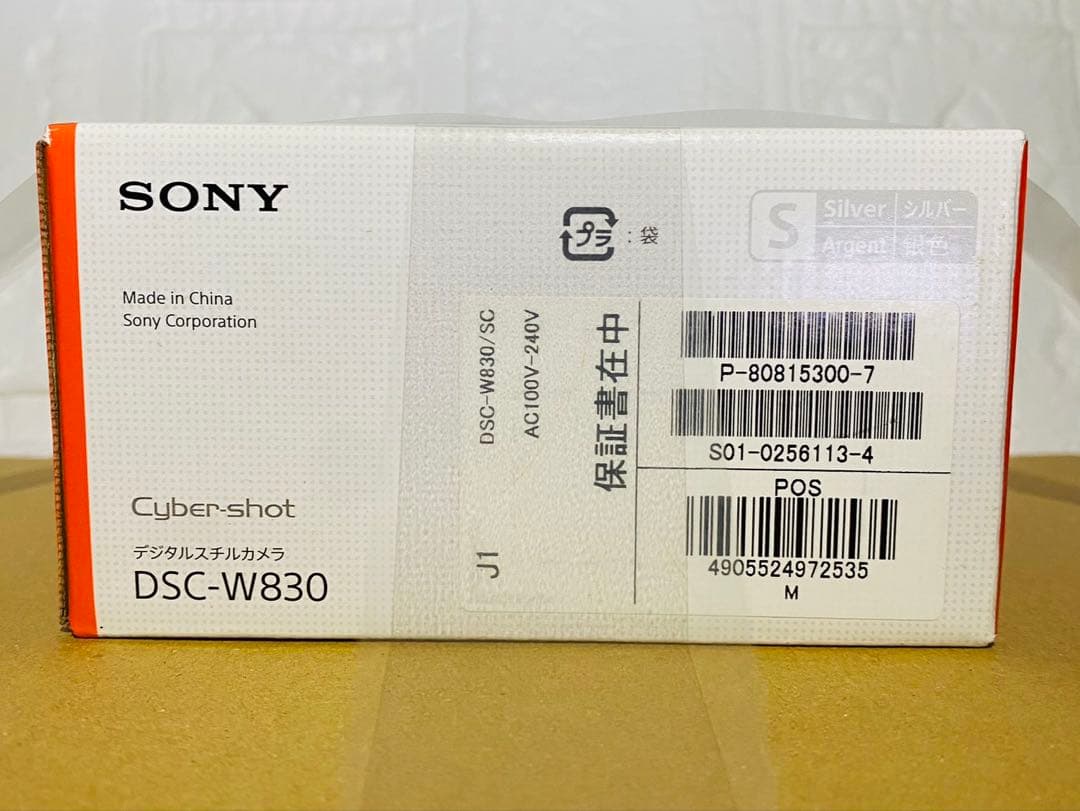 SONY
Made in China
Sony Corporation
Cyber-shot
デジタルスチルカメラ
DSC-W830
プラ : 袋
S Silver シルバー
Argent 銀色
DSC-W830/SC
AC100V-240V
J1
保証書在中
P-80815300-7
S01-0256113-4
POS
4905524972535
M